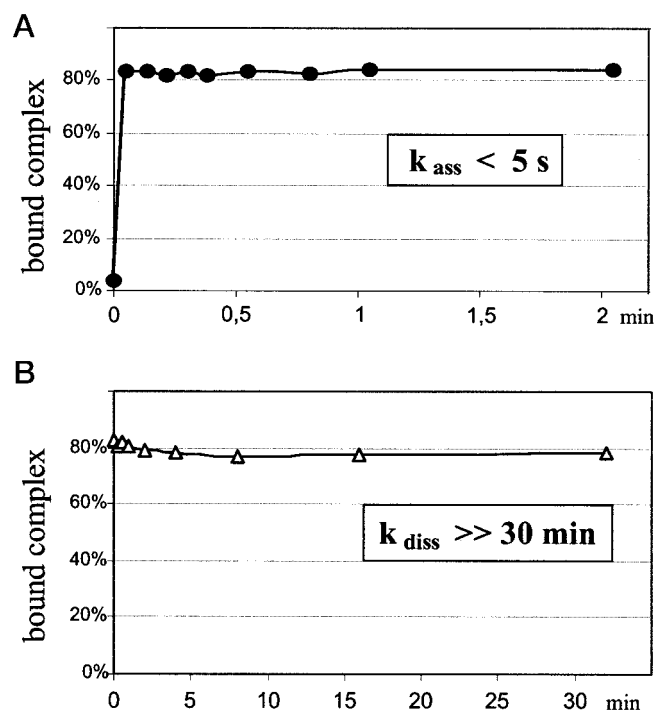 A
bound complex
80%
60%
40%
20%
0%
k ass < 5 s
0 0,5 1 1,5 2 min
B
bound complex
80%
60%
40%
20%
0%
k diss >> 30 min
0 5 10 15 20 25 30 min